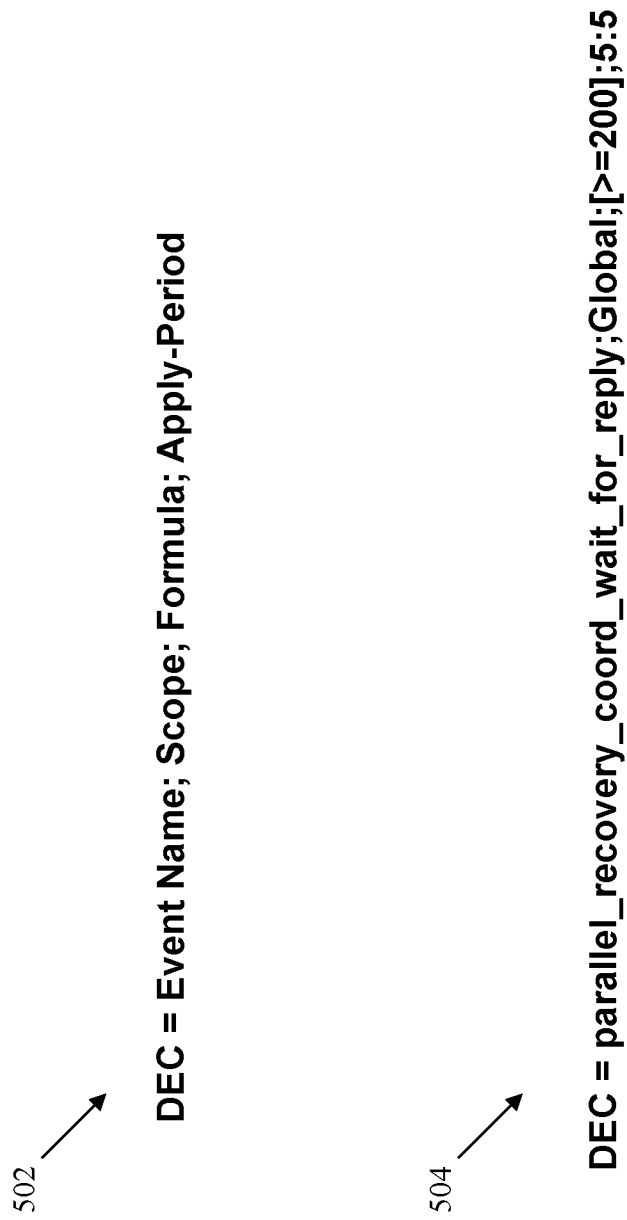 502
DEC = Event Name; Scope; Formula; Apply-Period
504
DEC = parallel_recovery_coord_wait_for_reply;Global;[>=200];5:5